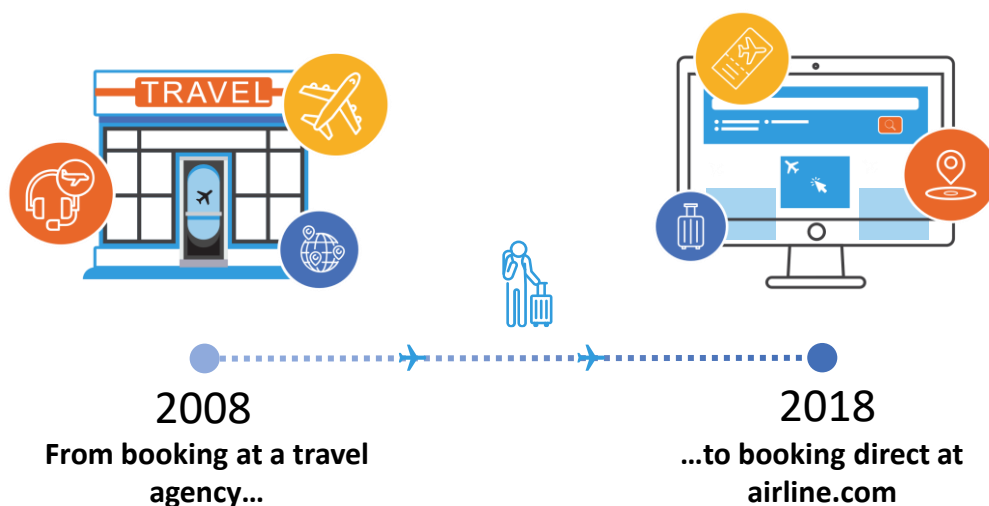 TRAVEL
2008
From booking at a travel
agency…
2018
…to booking direct at
airline.com